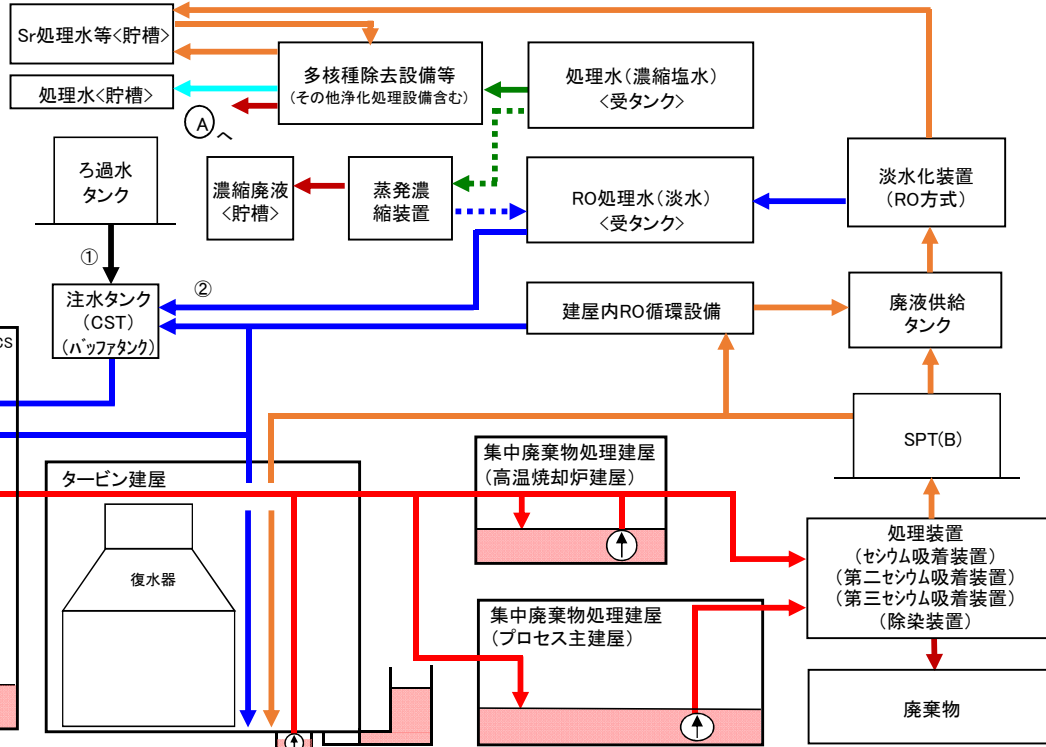 Sr処理水等<貯槽>
処理水<貯槽>
多核種除去設備等
(その他浄化処理設備含む)
処理水(濃縮塩水)
<受タンク>
A
へ
ろ過水
タンク
濃縮廃液
<貯槽>
蒸発濃
縮装置
RO処理水(淡水)
<受タンク>
淡水化装置
(RO方式)
①
②
注水タンク
(CST)
(バッファタンク)
建屋内RO循環設備
廃液供給
タンク
CS
SPT(B)
タービン建屋
集中廃棄物処理建屋
(高温焼却炉建屋)
復水器
処理装置
(セシウム吸着装置)
(第二セシウム吸着装置)
(第三セシウム吸着装置)
(除染装置)
集中廃棄物処理建屋
(プロセス主建屋)
廃棄物